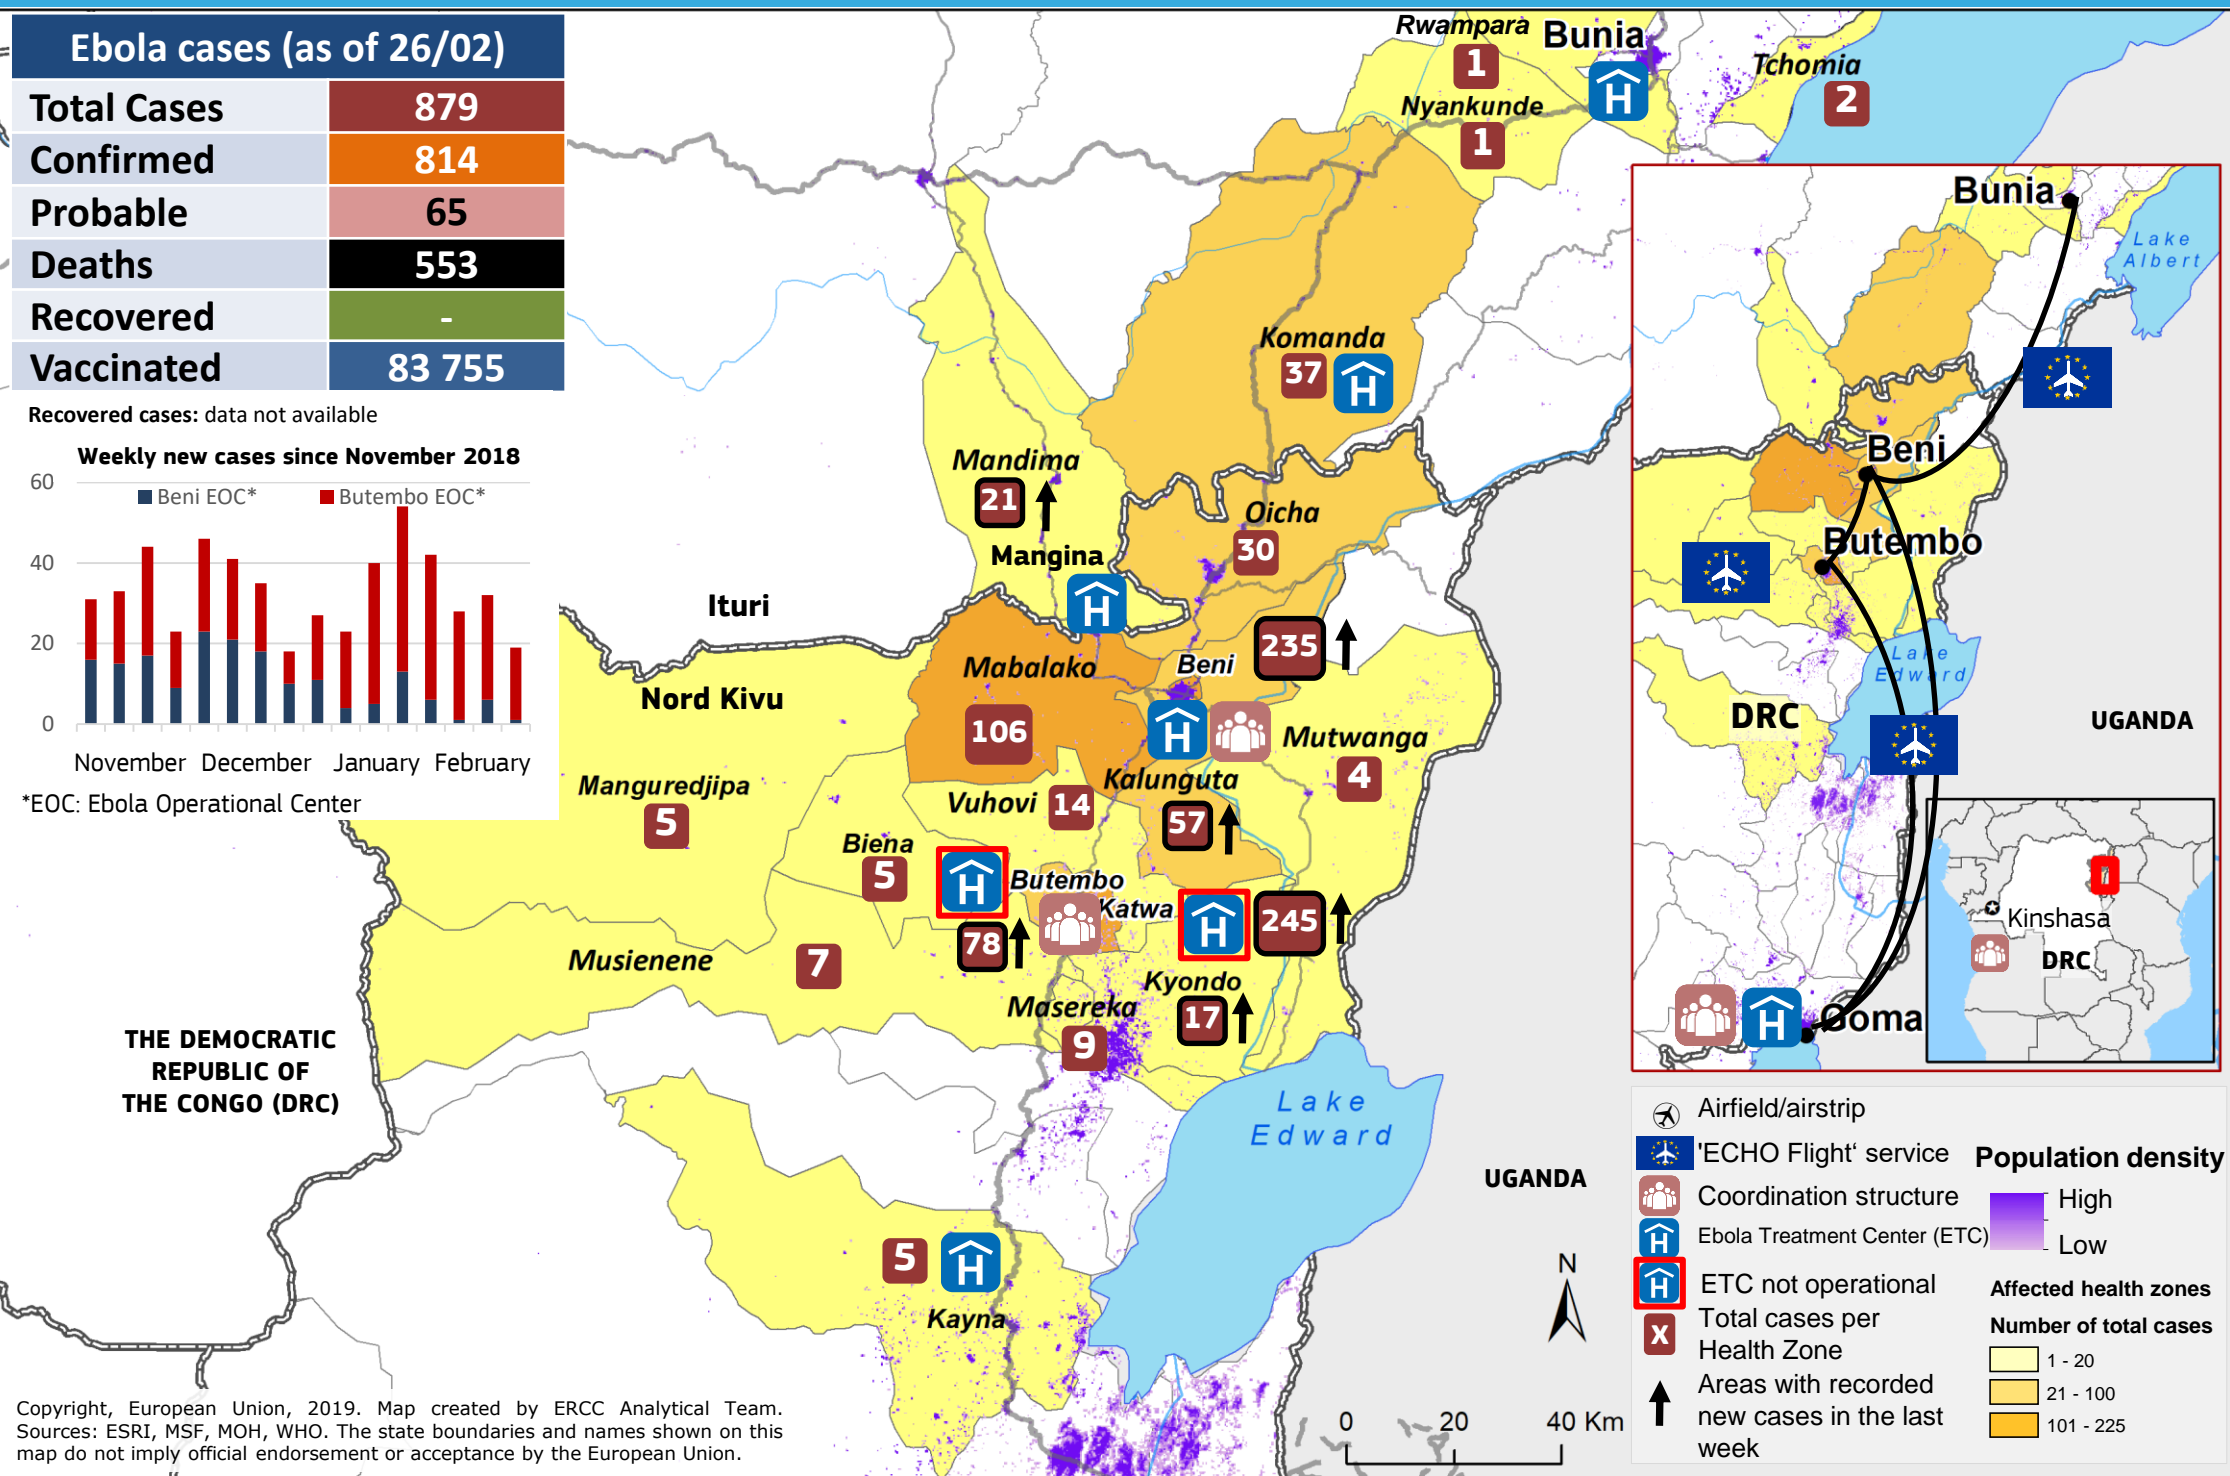 Ebola cases (as of 26/02)
Total Cases 879
Confirmed 814
Probable 65
Deaths 553
Recovered -
Vaccinated 83 755
Recovered cases: data not available
Weekly new cases since November 2018
Beni EOC* Butembo EOC*
60
40
20
0
November December January February
*EOC: Ebola Operational Center
Rwampara
1
Bunia
H
Nyankunde
1
Tchomia
2
Komanda
37 H
Mandima
21
Mangina
H
Oicha
30
Ituri
Nord Kivu
Mabalako
106
Beni
235
H
Mutwanga
4
Manguredjipa
5
Vuhovi 14
Kalunguta
57
Biena
5
H
Butembo
78
Katwa
H
245
Musienene
7
Kyondo
17
Masereka
9
THE DEMOCRATIC
REPUBLIC OF
THE CONGO (DRC)
Lake
Edward
UGANDA
5 H
Kayna
N
0 20 40 Km
Bunia
Lake
Albert
Beni
Butembo
Lake
Edward
DRC
UGANDA
H
Goma
Kinshasa
DRC
Airfield/airstrip
'ECHO Flight‘ service
Coordination structure
H Ebola Treatment Center (ETC)
H ETC not operational
X Total cases per
Health Zone
Areas with recorded
new cases in the last
week
Population density
High
Low
Affected health zones
Number of total cases
1 - 20
21 - 100
101 - 225
Copyright, European Union, 2019. Map created by ERCC Analytical Team.
Sources: ESRI, MSF, MOH, WHO. The state boundaries and names shown on this
map do not imply official endorsement or acceptance by the European Union.